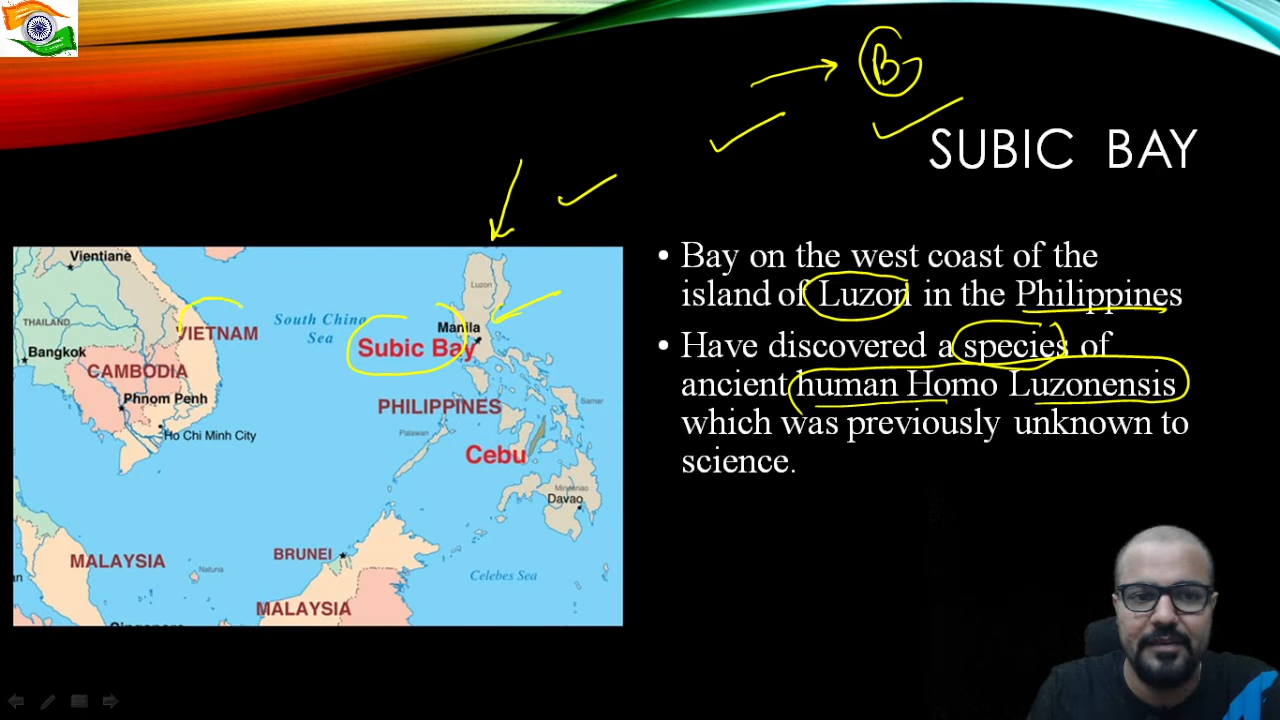 B
SUBIC BAY
Bay on the west coast of the
island of Luzon in the Philippines
Have discovered a species of
ancient human Homo Luzonensis
which was previously unknown to
science.
Vientiane
Luzon
THAILAND
VIETNAM
South China
Sea
Manila
Bangkok
Subic Bay
CAMBODIA
Phnom Penh
PHILIPPINES
Samar
Palawan
Ho Chi Minh City
Cebu
Mindanao
Davao
MALAYSIA
BRUNEI
Natuna
Celebes Sea
MALAYSIA